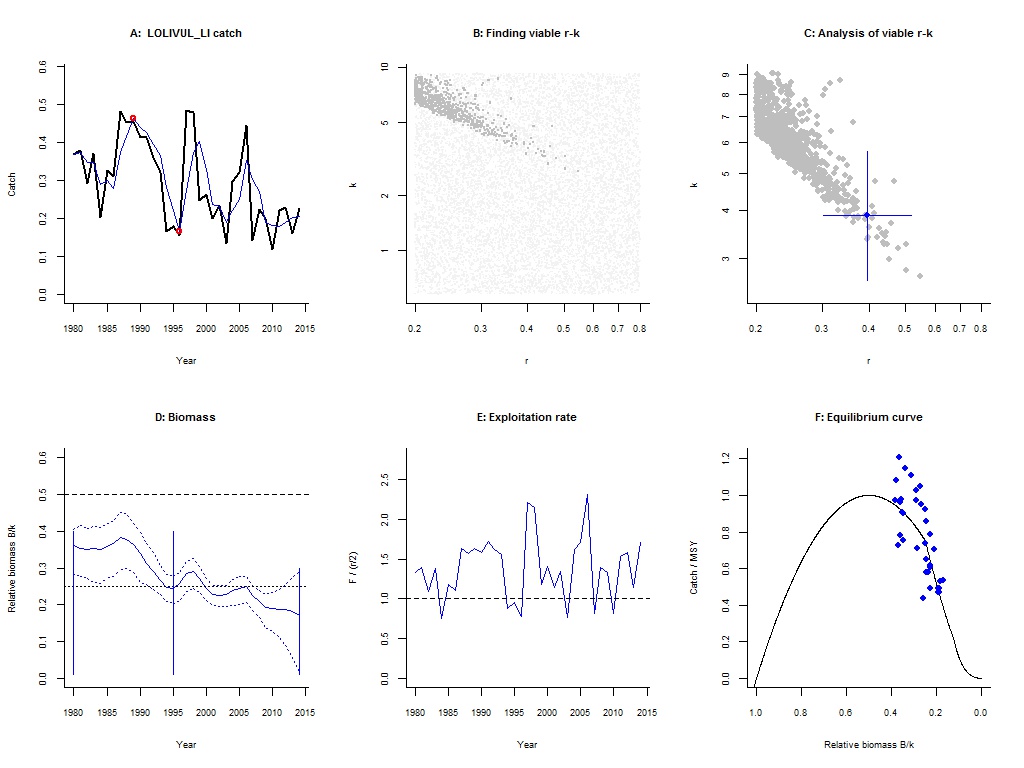 A: LOLIVUL_LI catch
Catch
0.0 0.1 0.2 0.3 0.4 0.5 0.6
1980 1985 1990 1995 2000 2005 2010 2015
Year
B: Finding viable r-k
k
1 2 5 10
0.2 0.3 0.4 0.5 0.6 0.7 0.8
r
C: Analysis of viable r-k
k
3 4 5 6 7 8 9
0.2 0.3 0.4 0.5 0.6 0.7 0.8
r
D: Biomass
Relative biomass B/k
0.0 0.1 0.2 0.3 0.4 0.5 0.6
1980 1985 1990 1995 2000 2005 2010 2015
Year
E: Exploitation rate
F / (r/2)
0.0 0.5 1.0 1.5 2.0 2.5
1980 1985 1990 1995 2000 2005 2010 2015
Year
F: Equilibrium curve
Catch / MSY
0.0 0.2 0.4 0.6 0.8 1.0 1.2
1.0 0.8 0.6 0.4 0.2 0.0
Relative biomass B/k